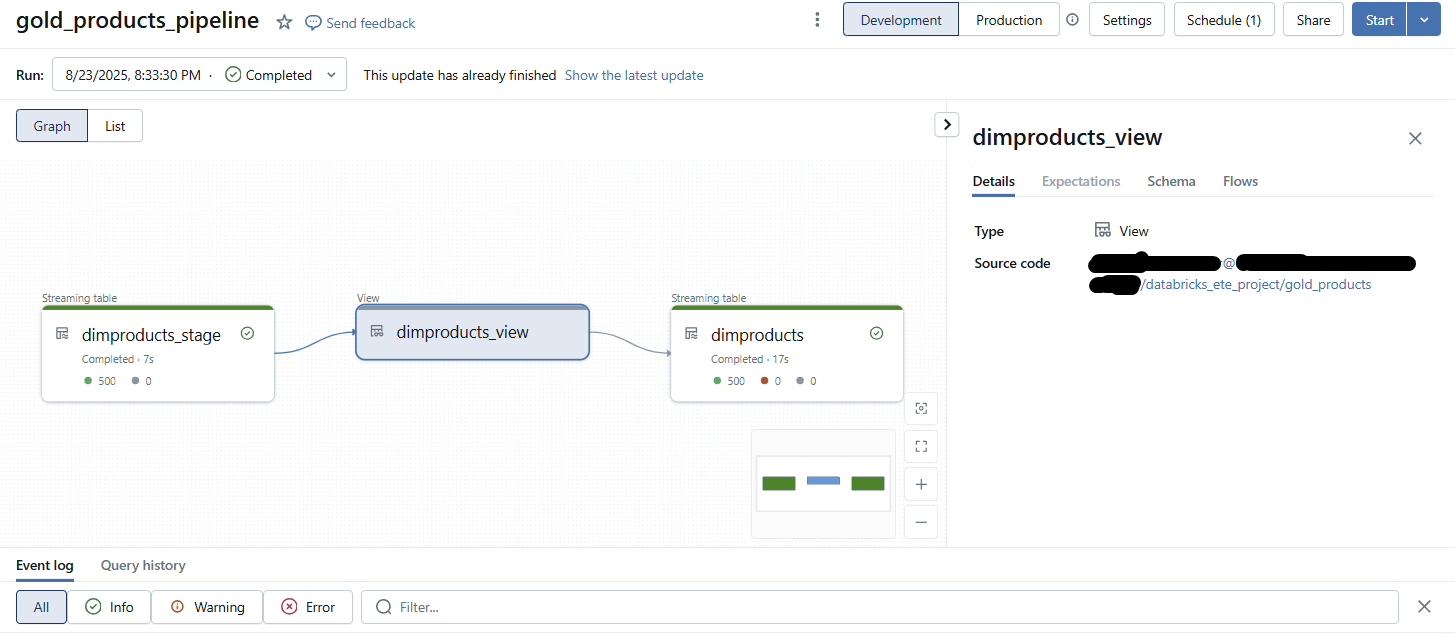 gold_products_pipeline Send feedback Development Production Settings Schedule (1) Share Start
Run: 8/23/2025, 8:33:30 PM · Completed This update has already finished Show the latest update
Graph List
Streaming table
dimproducts_stage
Completed · 7s
500 0
View
dimproducts_view
Streaming table
dimproducts
Completed · 17s
500 0 0
dimproducts_view
Details Expectations Schema Flows
Type View
Source code @
/databricks_ete_project/gold_products
Event log Query history
All Info Warning Error Filter...